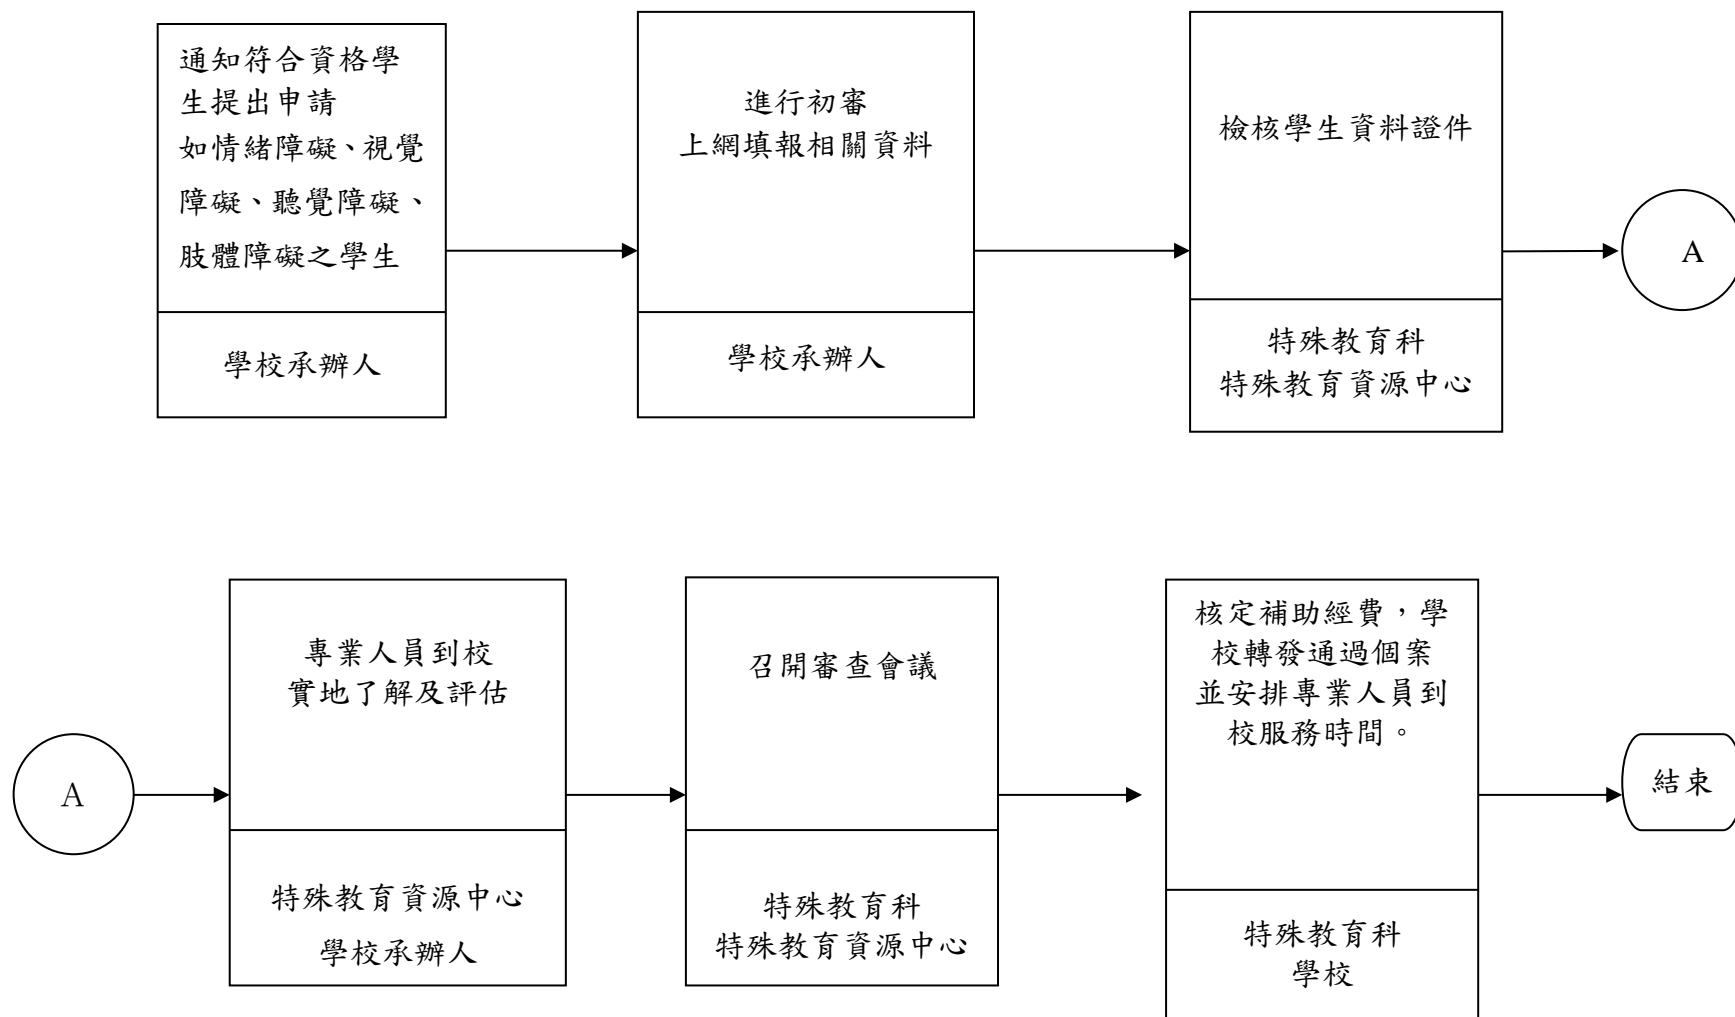 通知符合資格學
生提出申請
如情緒障礙、視覺
障礙、聽覺障礙、
肢體障礙之學生
學校承辦人
進行初審
上網填報相關資料
學校承辦人
檢核學生資料證件
特殊教育科
特殊教育資源中心
A
A
專業人員到校
實地了解及評估
特殊教育資源中心
學校承辦人
召開審查會議
特殊教育科
特殊教育資源中心
核定補助經費，學
校轉發通過個案
並安排專業人員到
校服務時間。
特殊教育科
學校
結束